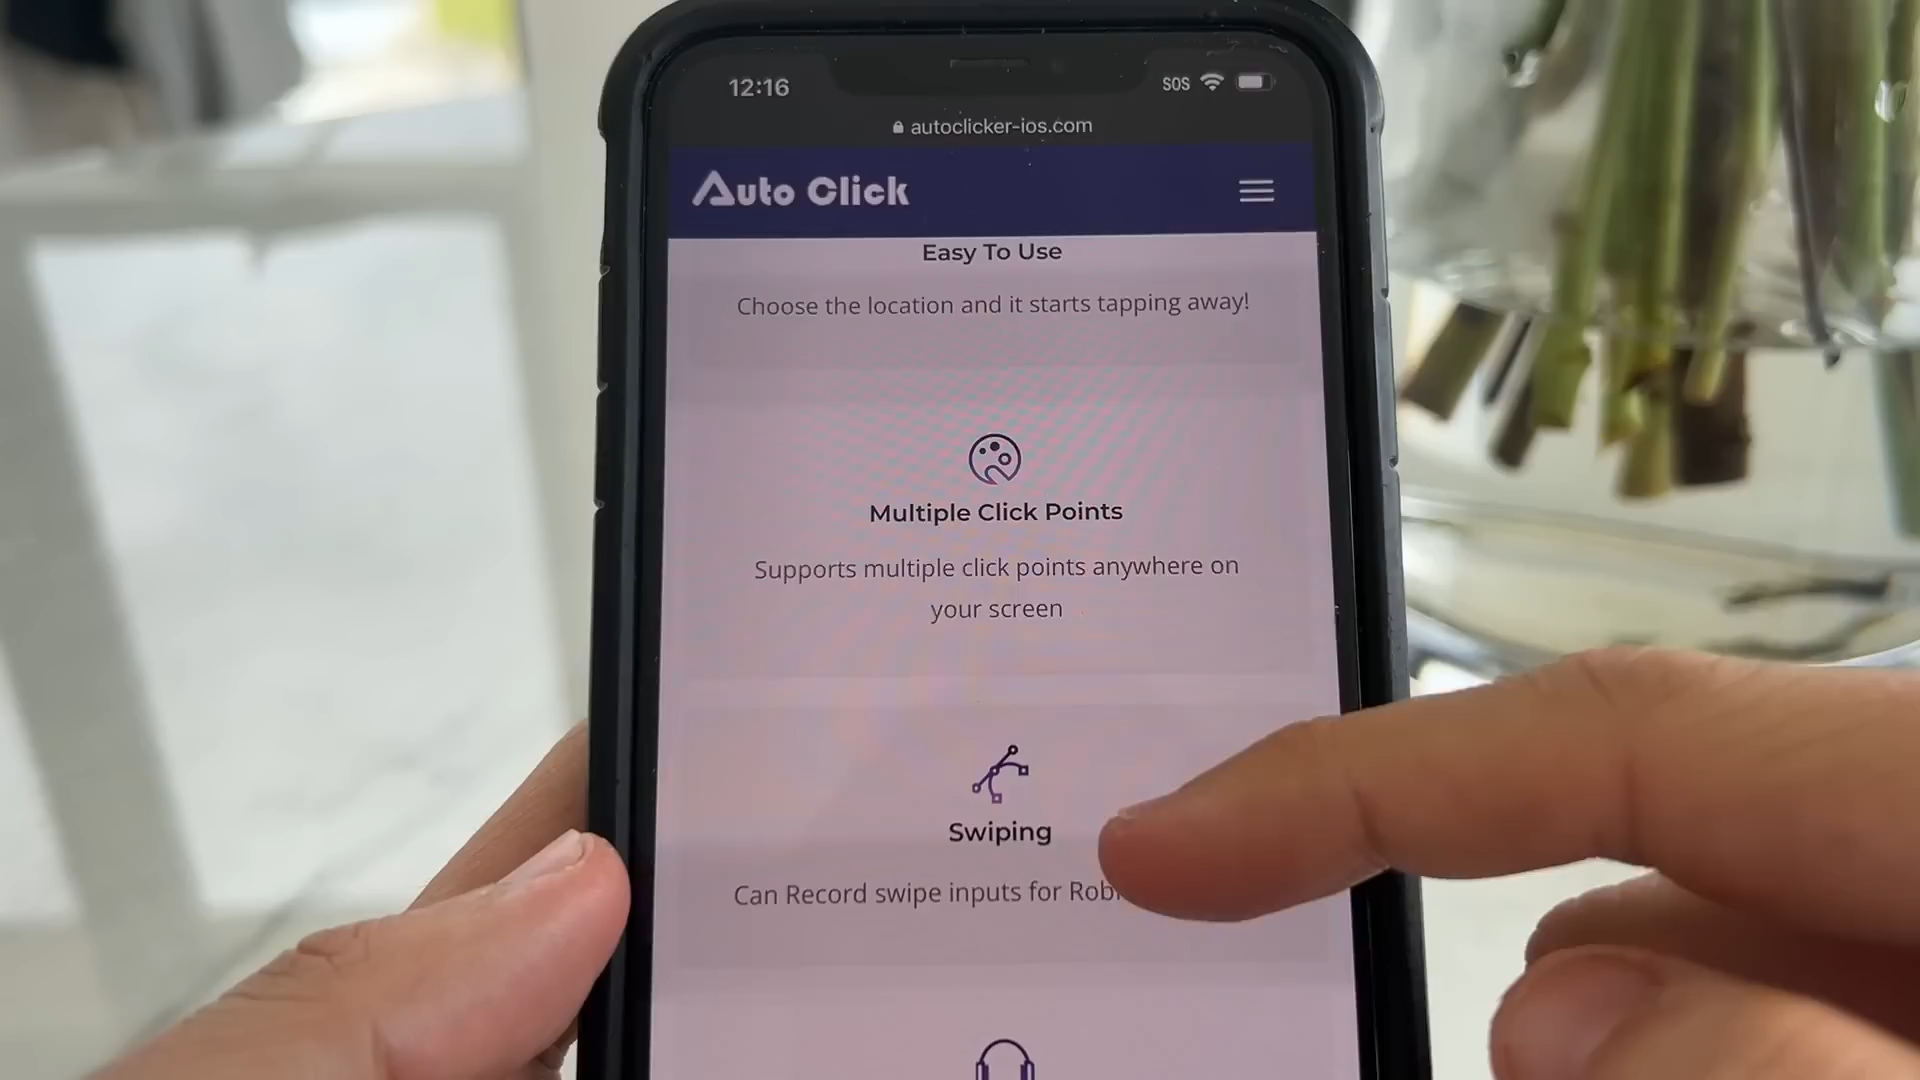 12:16
SOS
autoclicker-ios.com
Auto Click
Easy To Use
Choose the location and it starts tapping away!
Multiple Click Points
Supports multiple click points anywhere on
your screen
Swiping
Can Record swipe inputs for